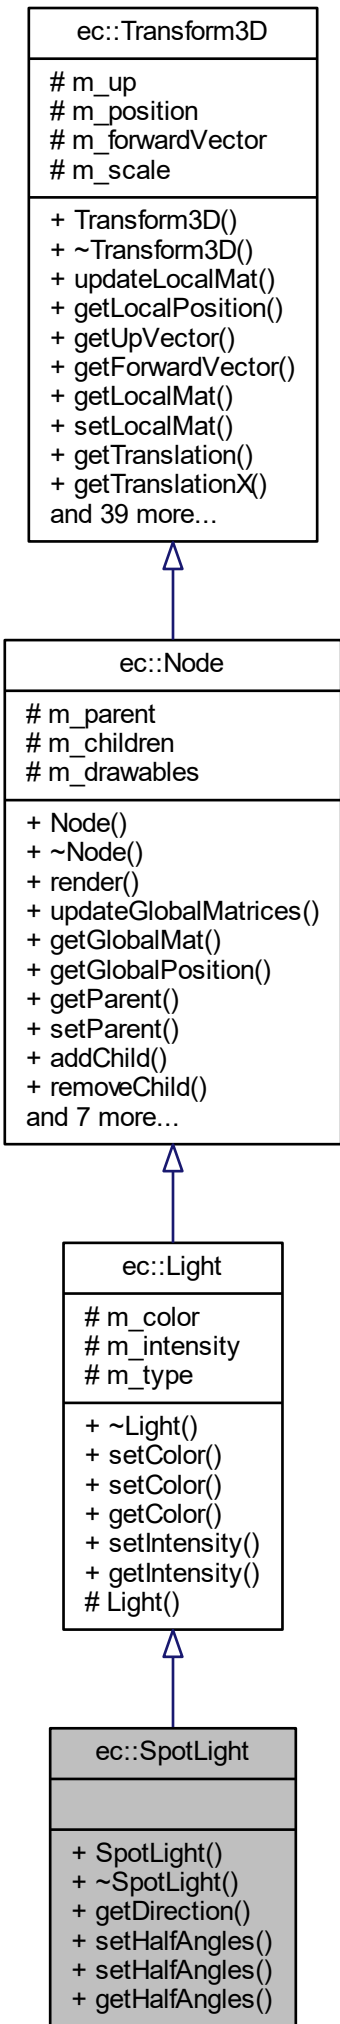 ec::Transform3D
# m_up
# m_position
# m_forwardVector
# m_scale
+ Transform3D()
+ ~Transform3D()
+ updateLocalMat()
+ getLocalPosition()
+ getUpVector()
+ getForwardVector()
+ getLocalMat()
+ setLocalMat()
+ getTranslation()
+ getTranslationX()
and 39 more...
ec::Node
# m_parent
# m_children
# m_drawables
+ Node()
+ ~Node()
+ render()
+ updateGlobalMatrices()
+ getGlobalMat()
+ getGlobalPosition()
+ getParent()
+ setParent()
+ addChild()
+ removeChild()
and 7 more...
ec::Light
# m_color
# m_intensity
# m_type
+ ~Light()
+ setColor()
+ setColor()
+ getColor()
+ setIntensity()
+ getIntensity()
# Light()
ec::SpotLight
+ SpotLight()
+ ~SpotLight()
+ getDirection()
+ setHalfAngles()
+ setHalfAngles()
+ getHalfAngles()